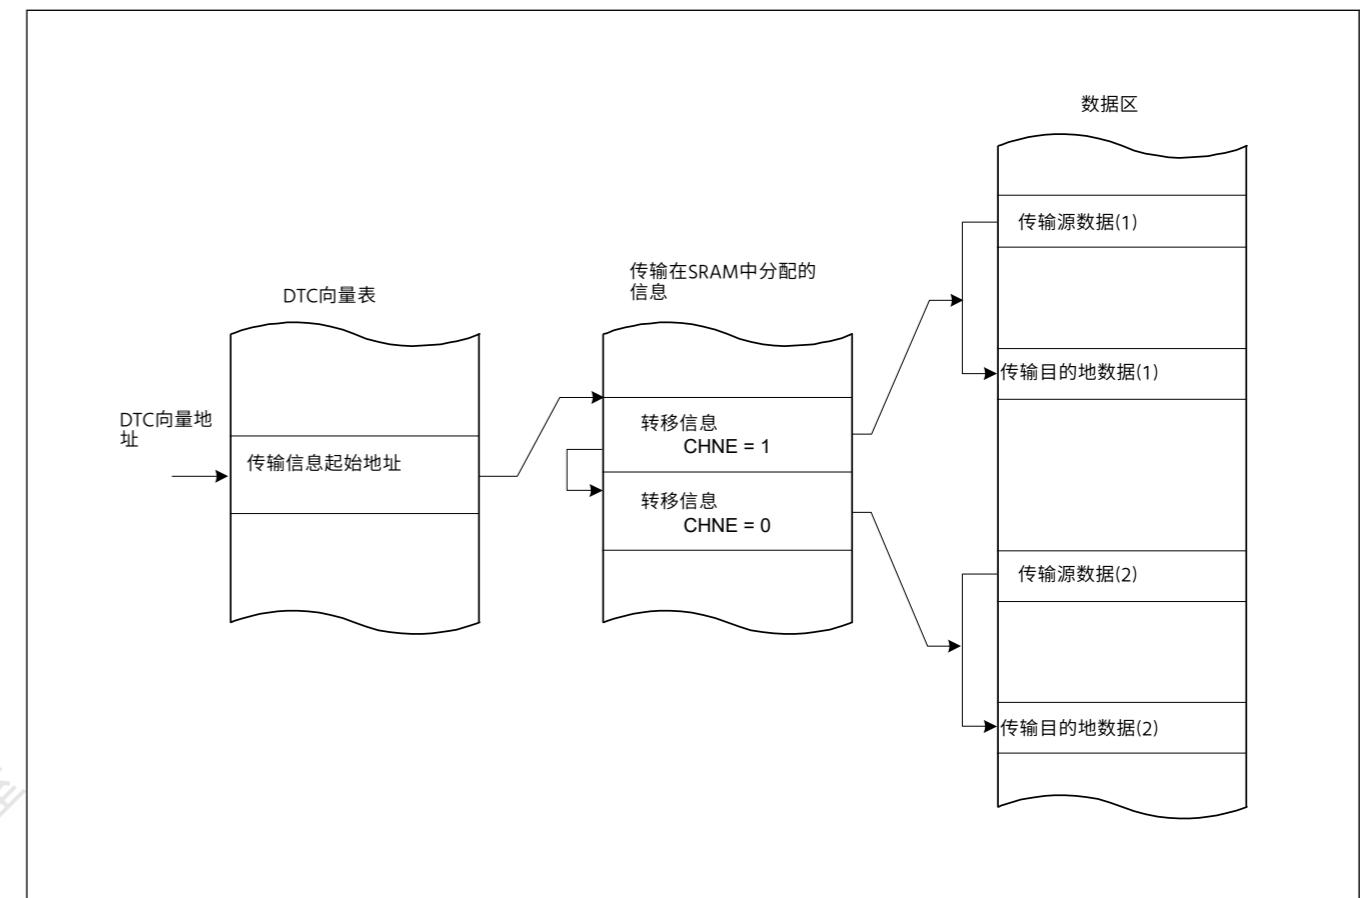 数据区
传输源数据(1)
传输在SRAM中分配的
信息
DTC向量表
传输目的地数据(1)
DTC向量地
址
转移信息
CHNE = 1
传输信息起始地址
转移信息
CHNE = 0
传输源数据(2)
传输目的地数据(2)